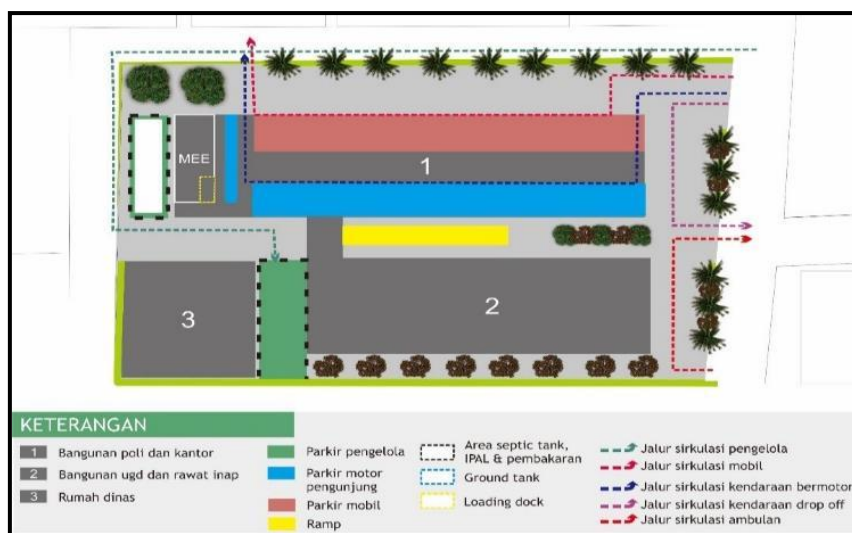 MEE
1
2
3
KETERANGAN
1 Bangunan poli dan kantor
2 Bangunan ugd dan rawat inap
3 Rumah dinas
Parkir pengelola
Parkir motor
pengunjung
Parkir mobil
Ramp
Area septic tank,
IPAL & pembakaran
Ground tank
Loading dock
Jalur sirkulasi pengelola
Jalur sirkulasi mobil
Jalur sirkulasi kendaraan bermotor
Jalur sirkulasi kendaraan drop off
Jalur sirkulasi ambulan